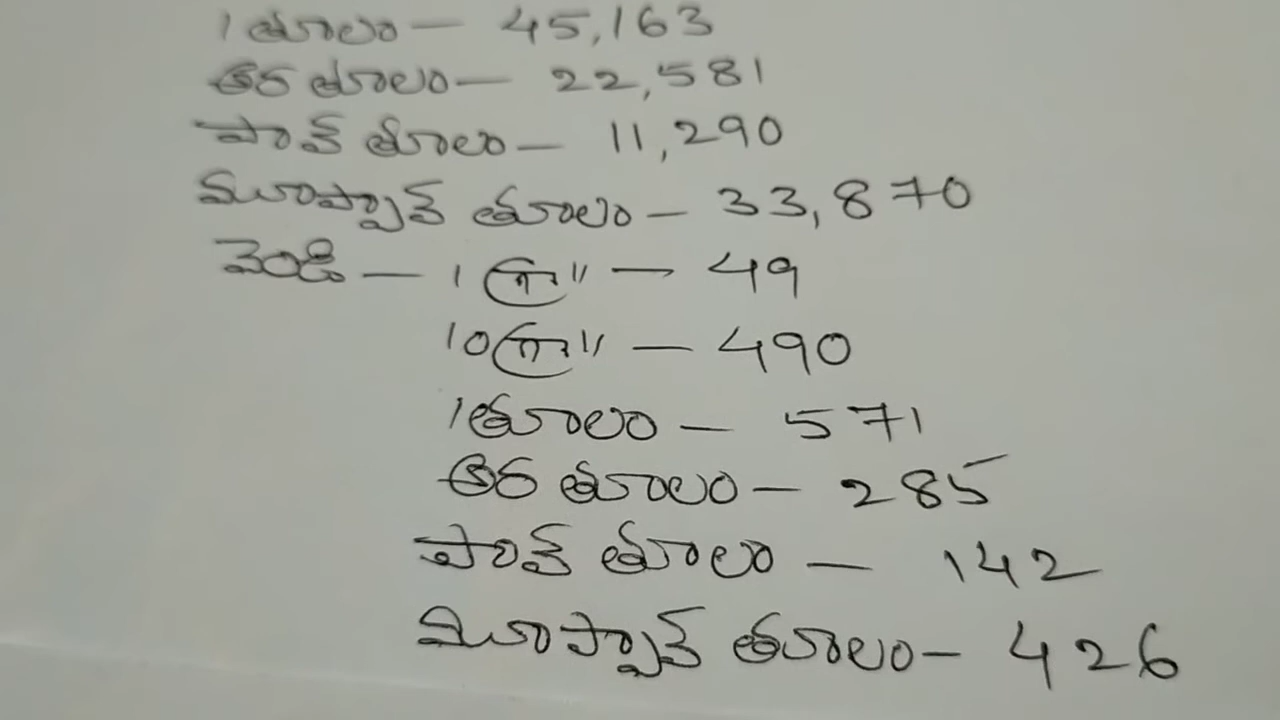 1 తులం - 45,163
అర తులం - 22,581
పావ్ తులం - 11,290
ముప్పావ్ తులం - 33,870
వెండి - 1 గ్రా" - 49
10 గ్రా" - 490
1 తులం - 571
అర తులం - 285
పావ్ తులం - 142
ముప్పావ్ తులం - 426